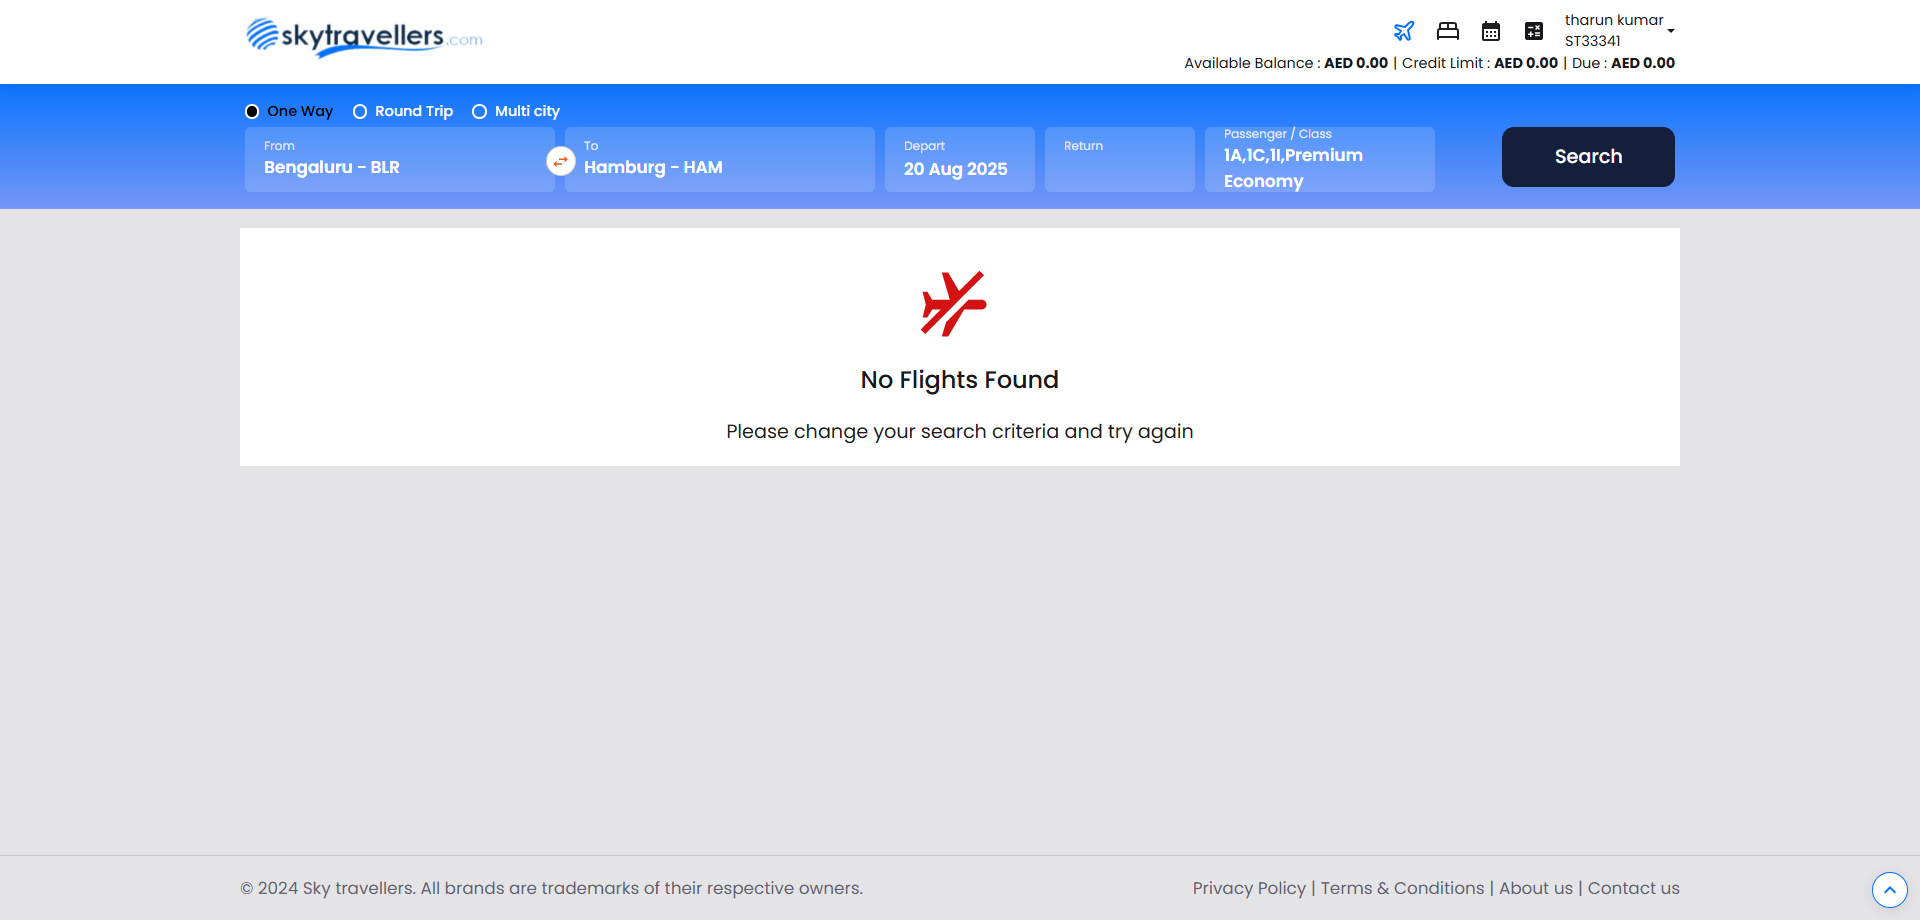 skytravellers.com
tharun kumar
ST33341
Available Balance : AED 0.00 | Credit Limit : AED 0.00 | Due : AED 0.00
One Way Round Trip Multi city
From
Bengaluru - BLR
To
Hamburg - HAM
Depart
20 Aug 2025
Return
Passenger / Class
1A,1C,1I,Premium
Economy
Search
No Flights Found
Please change your search criteria and try again
© 2024 Sky travellers. All brands are trademarks of their respective owners.
Privacy Policy | Terms & Conditions | About us | Contact us